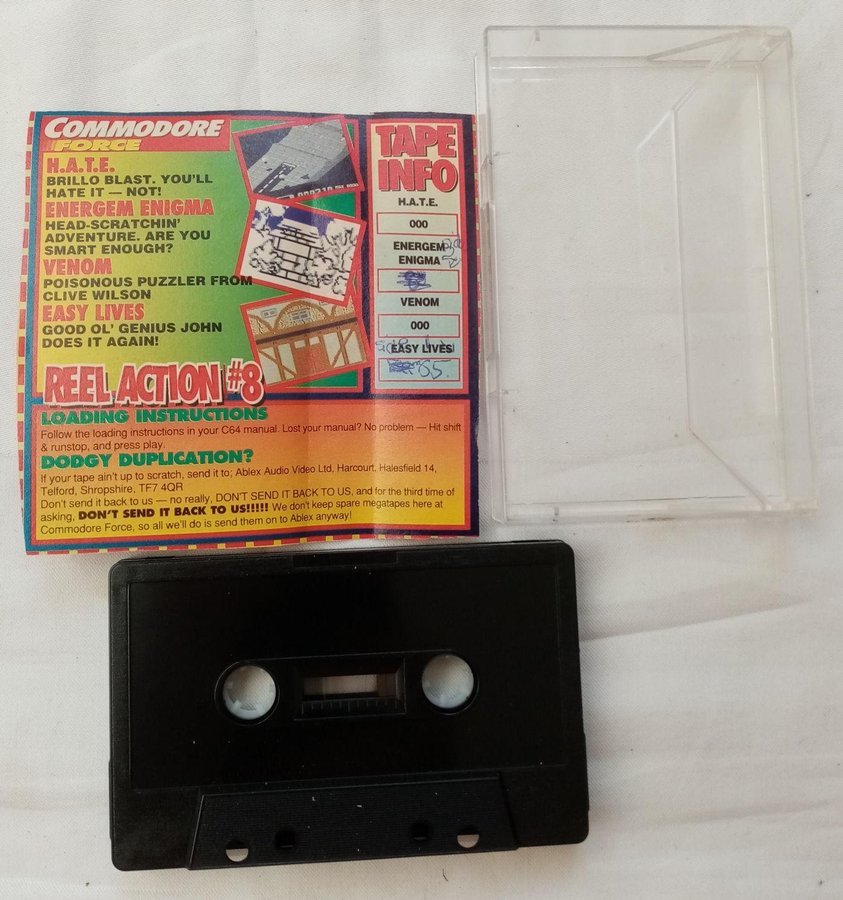 COMMODORE
FORCE
H.A.T.E.
BRILLO BLAST. YOU'LL
HATE IT — NOT!
ENERGEM ENIGMA
HEAD-SCRATCHIN'
ADVENTURE. ARE YOU
SMART ENOUGH?
VENOM
POISONOUS PUZZLER FROM
CLIVE WILSON
EASY LIVES
GOOD OL' GENIUS JOHN
DOES IT AGAIN!
REEL ACTION #8
TAPE
INFO
H.A.T.E.
000
ENERGEM
ENIGMA
VENOM
000
EASY LIVES
65
LOADING INSTRUCTIONS
Follow the loading instructions in your C64 manual. Lost your manual? No problem — Hit shift
& runstop, and press play.
DODGY DUPLICATION?
If your tape ain't up to scratch, send it to; Ablex Audio Video Ltd, Harcourt, Halesfield 14,
Telford, Shropshire, TF7 4QR
Don't send it back to us — no really, DON'T SEND IT BACK TO US, and for the third time of
asking, DON'T SEND IT BACK TO US!!!!! We don't keep spare megatapes here at
Commodore Force, so all we'll do is send them on to Ablex anyway!